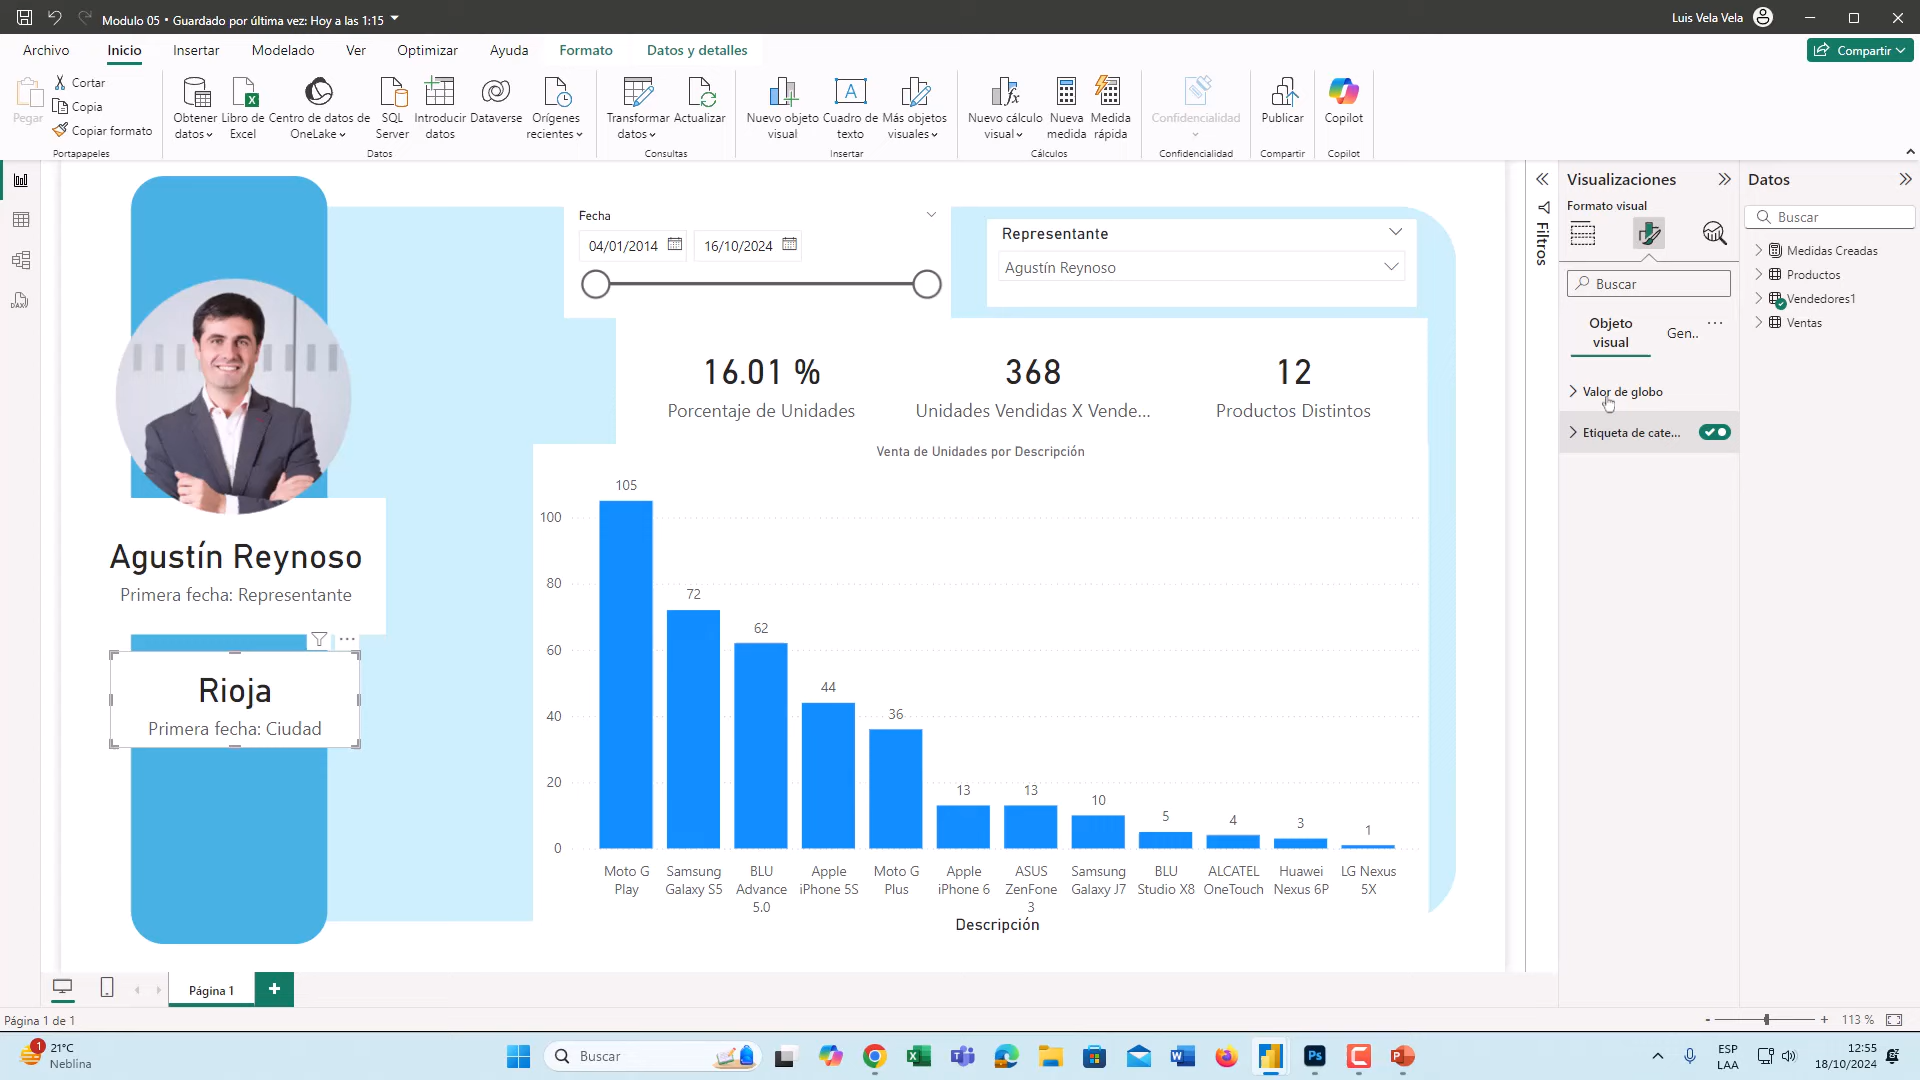 Modulo 05 • Guardado por última vez: Hoy a las 1:15
Luis Vela Vela
Archivo
Inicio
Insertar
Modelado
Ver
Optimizar
Ayuda
Formato
Datos y detalles
Compartir
Pegar
Cortar
Copia
Copiar formato
Portapapeles
Obtener datos
Libro de Excel
Centro de datos de OneLake
SQL Server
Introducir datos
Dataverse
Orígenes recientes
Datos
Transformar datos
Actualizar
Consultas
Nuevo objeto visual
Cuadro de texto
Más objetos visuales
Insertar
Nuevo cálculo visual
Nueva medida
Medida rápida
Cálculos
Confidencialidad
Confidencialidad
Publicar
Compartir
Copilot
Copilot
Fecha
04/01/2014
16/10/2024
Representante
Agustín Reynoso
16.01 %
Porcentaje de Unidades
368
Unidades Vendidas X Vende...
12
Productos Distintos
Agustín Reynoso
Primera fecha: Representante
Rioja
Primera fecha: Ciudad
Venta de Unidades por Descripción
100
80
60
40
20
0
105
72
62
44
36
13
13
10
5
4
3
1
Moto G Play
Samsung Galaxy S5
BLU Advance 5.0
Apple iPhone 5S
Moto G Plus
Apple iPhone 6
ASUS ZenFone 3
Samsung Galaxy J7
BLU Studio X8
ALCATEL OneTouch
Huawei Nexus 6P
LG Nexus 5X
Descripción
Filtros
Visualizaciones
Formato visual
Buscar
Objeto visual
Gen..
Valor de globo
Etiqueta de cate...
Datos
Buscar
Medidas Creadas
Productos
Vendedores1
Ventas
Página 1
Página 1 de 1
- + 113 %
1
21°C
Neblina
Buscar
ESP
LAA
12:55
18/10/2024